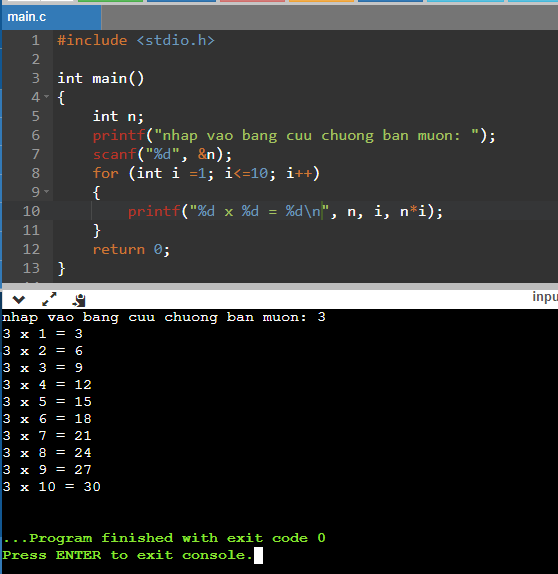 main.c
1 #include <stdio.h>
2
3 int main()
4 {
5     int n;
6     printf("nhap vao bang cuu chuong ban muon: ");
7     scanf("%d", &n);
8     for (int i =1; i<=10; i++)
9     {
10         printf("%d x %d = %d\n", n, i, n*i);
11     }
12     return 0;
13 }
inpu
nhap vao bang cuu chuong ban muon: 3
3 x 1 = 3
3 x 2 = 6
3 x 3 = 9
3 x 4 = 12
3 x 5 = 15
3 x 6 = 18
3 x 7 = 21
3 x 8 = 24
3 x 9 = 27
3 x 10 = 30
...Program finished with exit code 0
Press ENTER to exit console.